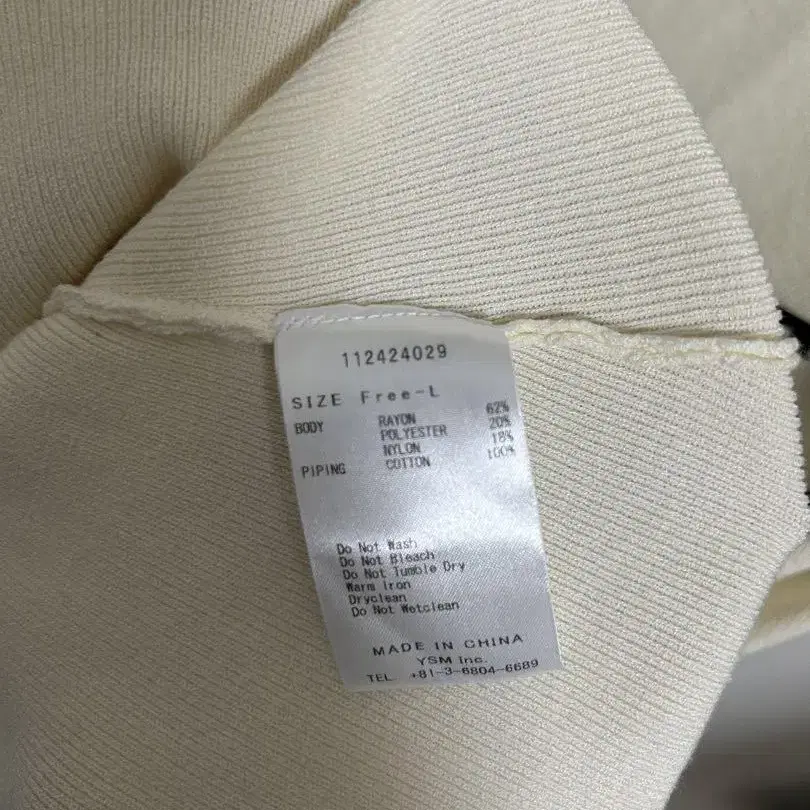 112424029
SIZE Free-L
BODY RAYON 62%
POLYESTER 20%
NYLON 18%
PIPING COTTON 100%
Do Not Wash
Do Not Bleach
Do Not Tumble Dry
Warm Iron
Dryclean
Do Not Wetclean
MADE IN CHINA
YSM Inc.
TEL +81-3-6804-6689